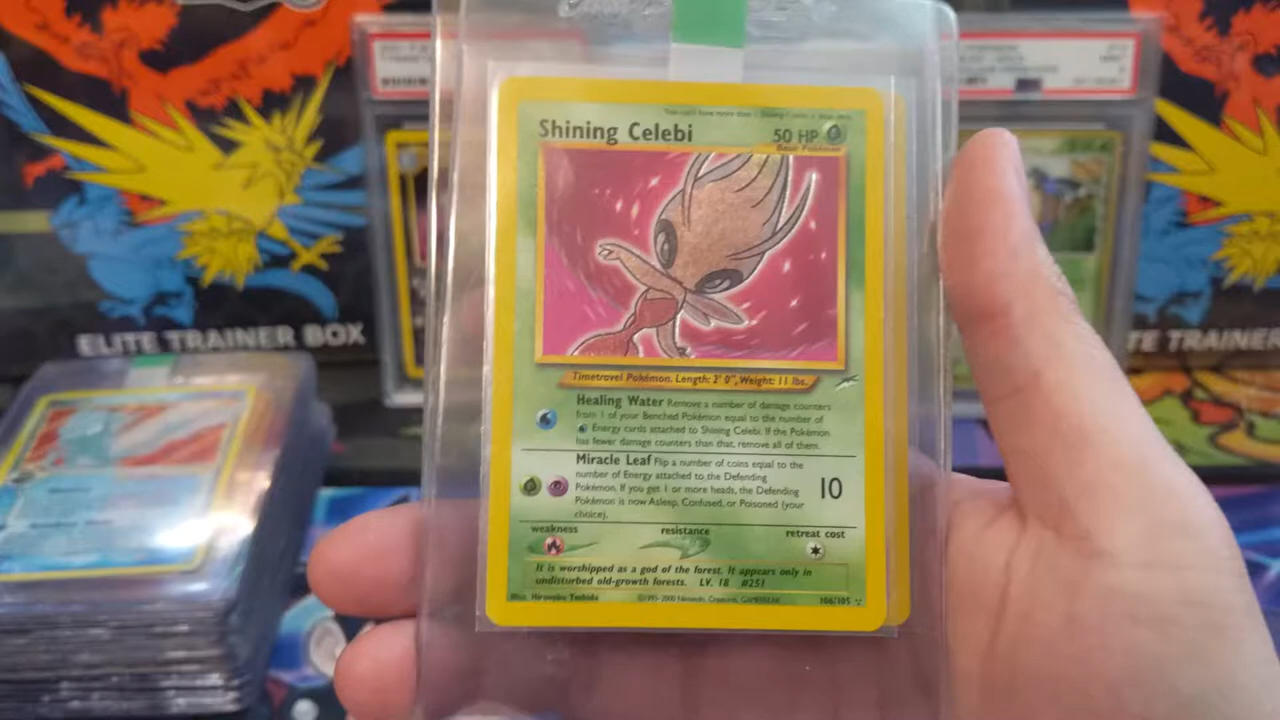 Shining Celebi
50 HP
Basic Pokémon
Timetravel Pokémon. Length: 2' 0", Weight: 11 lbs.
Healing Water Remove a number of damage counters
from 1 of your Benched Pokémon equal to the number of
Energy cards attached to Shining Celebi. If the Pokémon
has fewer damage counters than that, remove all of them.
Miracle Leaf Flip a number of coins equal to the
number of Energy attached to the Defending
Pokémon. If you get 1 or more heads, the Defending
Pokémon is now Asleep, Confused, or Poisoned (your
choice).
10
weakness
resistance
retreat cost
It is worshipped as a god of the forest. It appears only in
undisturbed old-growth forests. LV. 18 #251
Illus. Hironobu Yoshida
©1995-2000 Nintendo, Creatures, GAMEFREAK
106/105
ELITE TRAINER BOX
TE TRAINER